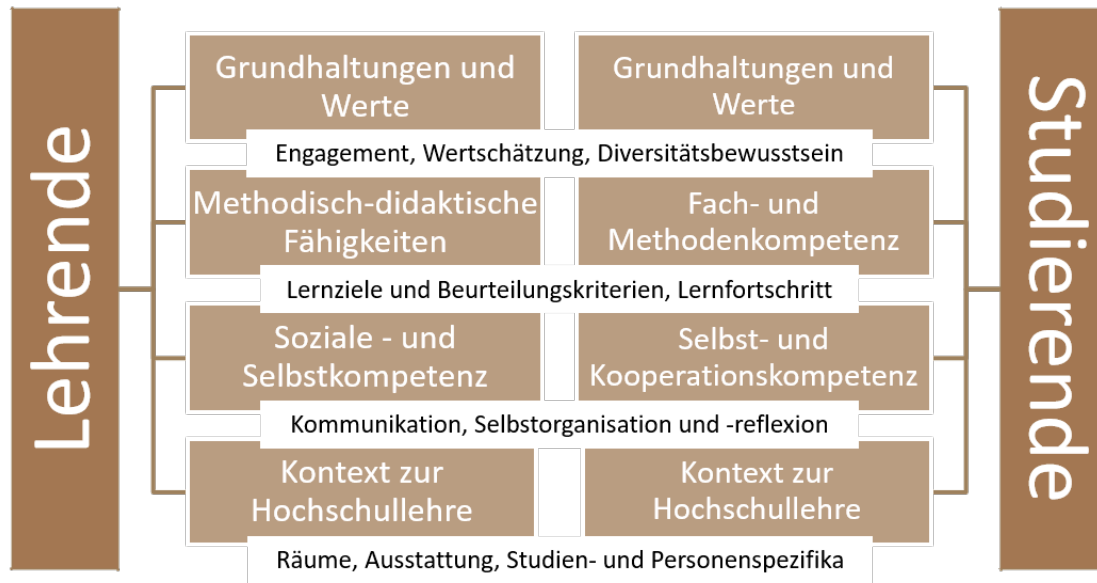 Lehrende
Grundhaltungen und
Werte
Grundhaltungen und
Werte
Engagement, Wertschätzung, Diversitätsbewusstsein
Methodisch-didaktische
Fähigkeiten
Fach- und
Methodenkompetenz
Lernziele und Beurteilungskriterien, Lernfortschritt
Soziale - und
Selbstkompetenz
Selbst- und
Kooperationskompetenz
Kommunikation, Selbstorganisation und -reflexion
Kontext zur
Hochschullehre
Kontext zur
Hochschullehre
Räume, Ausstattung, Studien- und Personenspezifika
Studierende